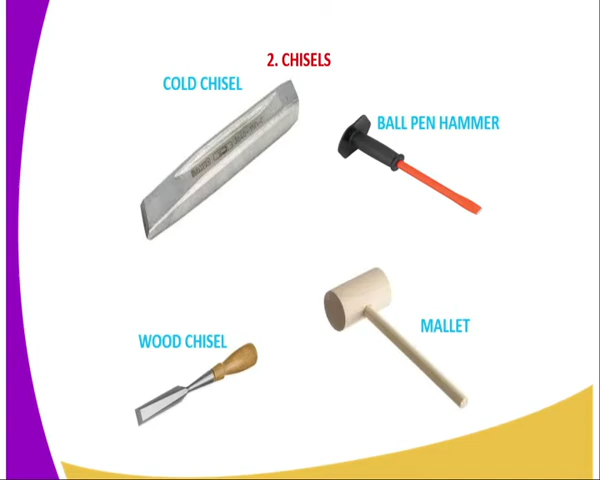 2. CHISELS
COLD CHISEL
BALL PEN HAMMER
MALLET
WOOD CHISEL